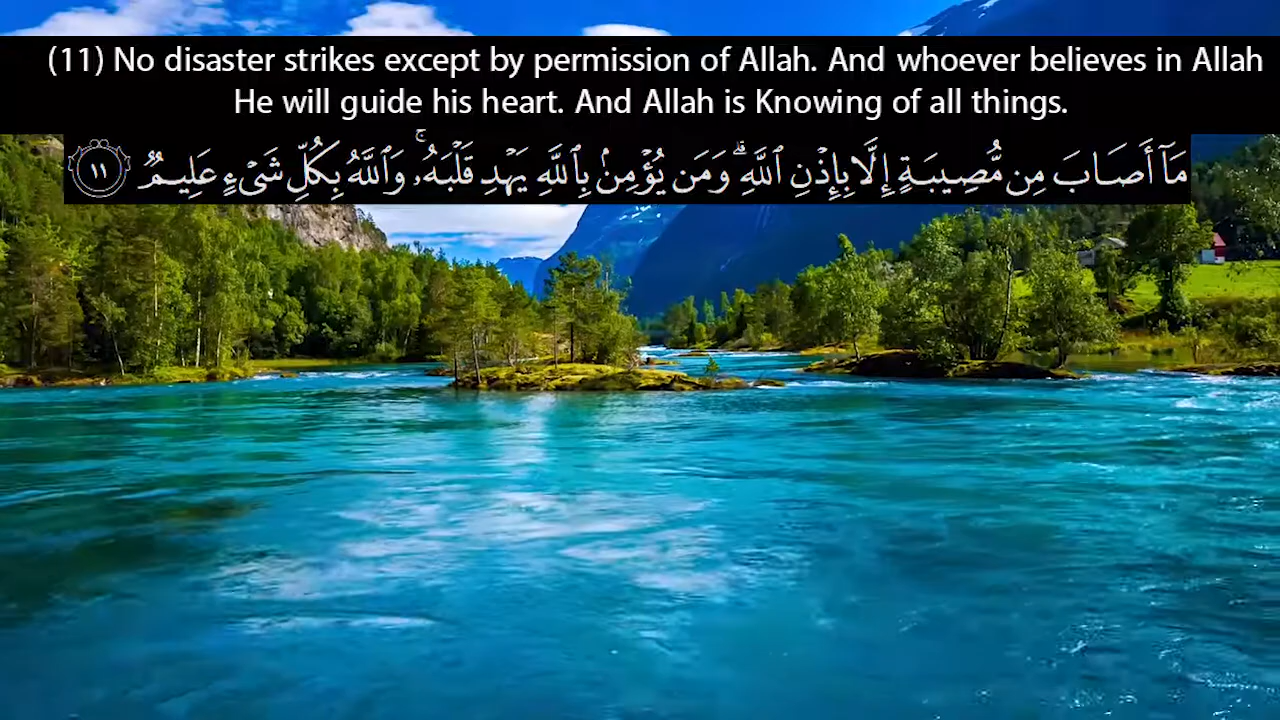 (11) No disaster strikes except by permission of Allah. And whoever believes in Allah
He will guide his heart. And Allah is Knowing of all things.
مَآ أَصَابَ مِن مُّصِيبَةٍ إِلَّا بِإِذْنِ ٱللَّهِ ۗ وَمَن يُؤْمِنۢ بِٱللَّهِ يَهْدِ قَلْبَهُۥ ۚ وَٱللَّهُ بِكُلِّ شَىْءٍ عَلِيمٌ ١١